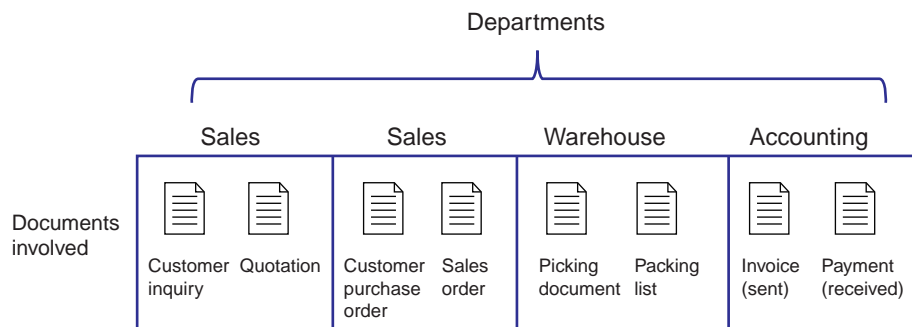 Departments
Sales Sales Warehouse Accounting
Documents
involved
Customer
inquiry
Quotation
Customer
purchase
order
Sales
order
Picking
document
Packing
list
Invoice
(sent)
Payment
(received)